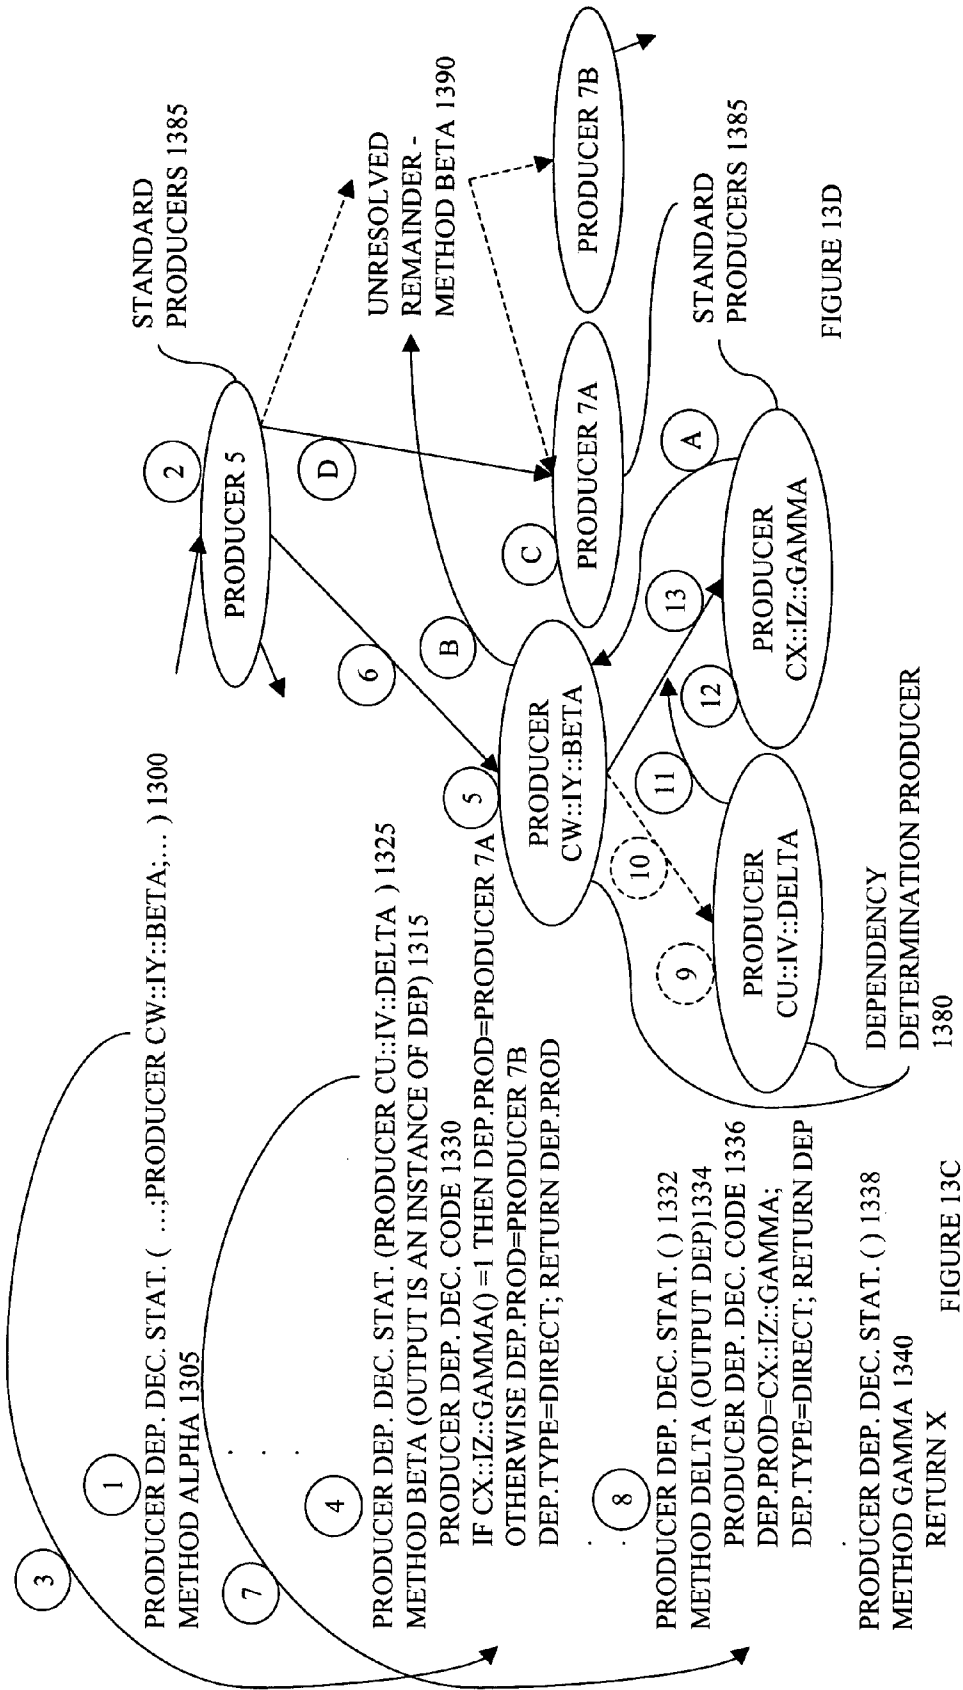 3
1
PRODUCER DEP. DEC. STAT. ( ...;PRODUCER CW::IY::BETA;... ) 1300
METHOD ALPHA 1305
7
4
PRODUCER DEP. DEC. STAT. (PRODUCER CU::IV::DELTA ) 1325
METHOD BETA (OUTPUT IS AN INSTANCE OF DEP) 1315
PRODUCER DEP. DEC. CODE 1330
IF CX::IZ::GAMMA() =1 THEN DEP.PROD=PRODUCER 7A
OTHERWISE DEP.PROD=PRODUCER 7B
DEP.TYPE=DIRECT; RETURN DEP.PROD
8
PRODUCER DEP. DEC. STAT. ( ) 1332
METHOD DELTA (OUTPUT DEP)1334
PRODUCER DEP. DEC. CODE 1336
DEP.PROD=CX::IZ::GAMMA;
DEP.TYPE=DIRECT; RETURN DEP
PRODUCER DEP. DEC. STAT. ( ) 1338
METHOD GAMMA 1340
RETURN X
FIGURE 13C
STANDARD
PRODUCERS 1385
2
PRODUCER 5
D
6
UNRESOLVED
REMAINDER -
METHOD BETA 1390
B
C
5
PRODUCER
CW::IY::BETA
PRODUCER 7A
PRODUCER 7B
10
11
13
A
9
12
STANDARD
PRODUCERS 1385
PRODUCER
CU::IV::DELTA
PRODUCER
CX::IZ::GAMMA
DEPENDENCY
DETERMINATION PRODUCER
1380
FIGURE 13D